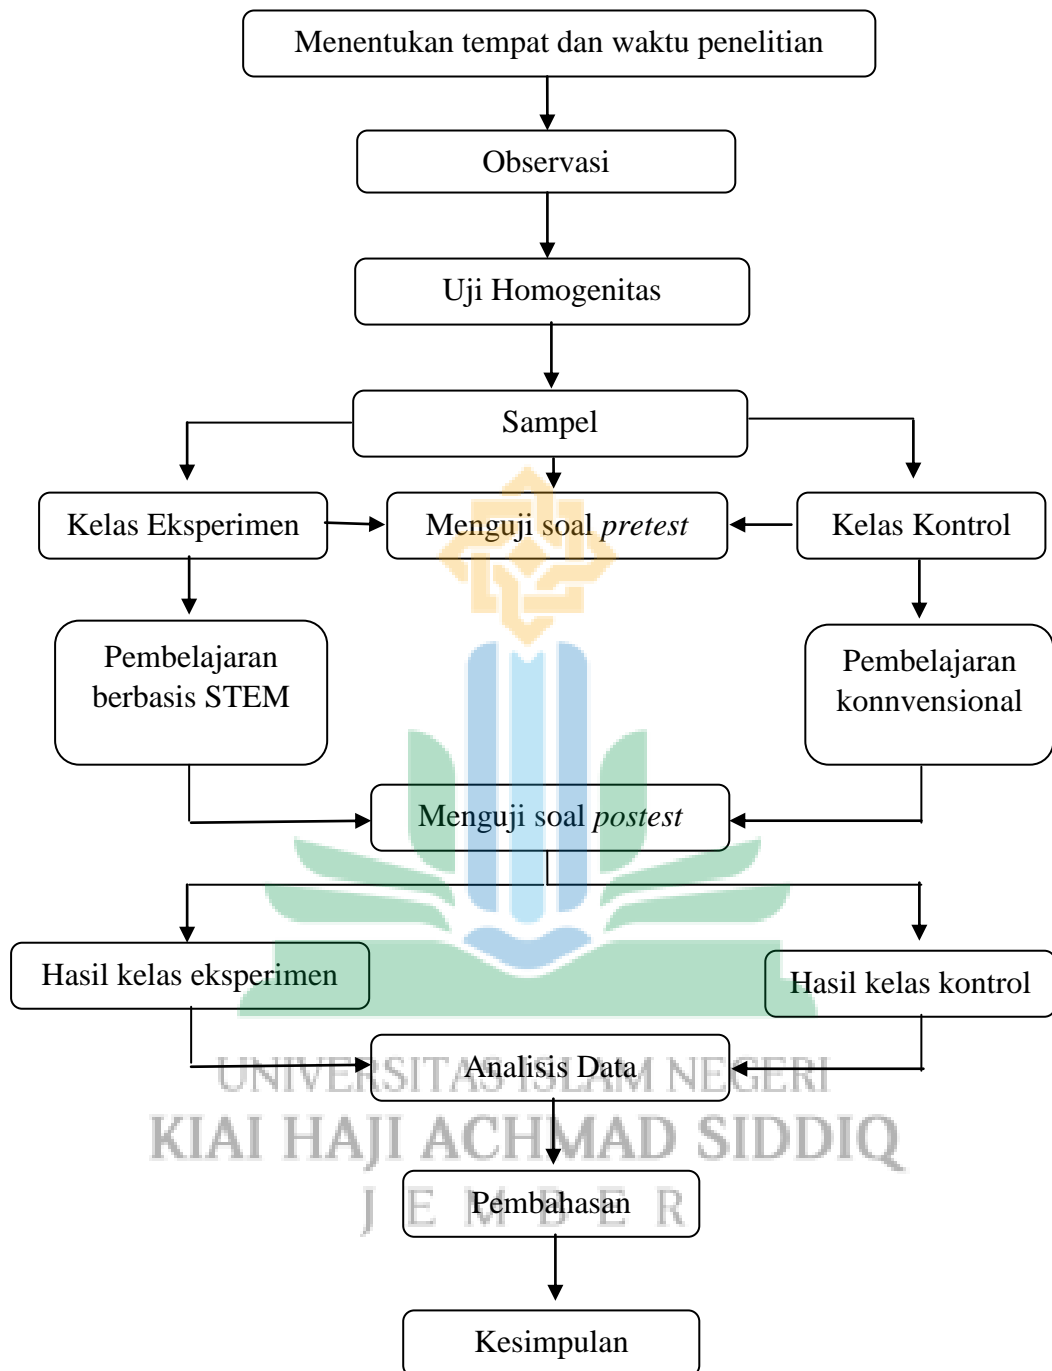 Menentukan tempat dan waktu penelitian
Observasi
Uji Homogenitas
Sampel
Kelas Eksperimen
Menguji soal pretest
Kelas Kontrol
Pembelajaran
berbasis STEM
Pembelajaran
konnvensional
Menguji soal postest
Hasil kelas eksperimen
Hasil kelas kontrol
Analisis Data
UNIVERSITAS ISLAM NEGERI
KIAI HAJI ACHMAD SIDDIQ
Pembahasan
JEMBER
Kesimpulan